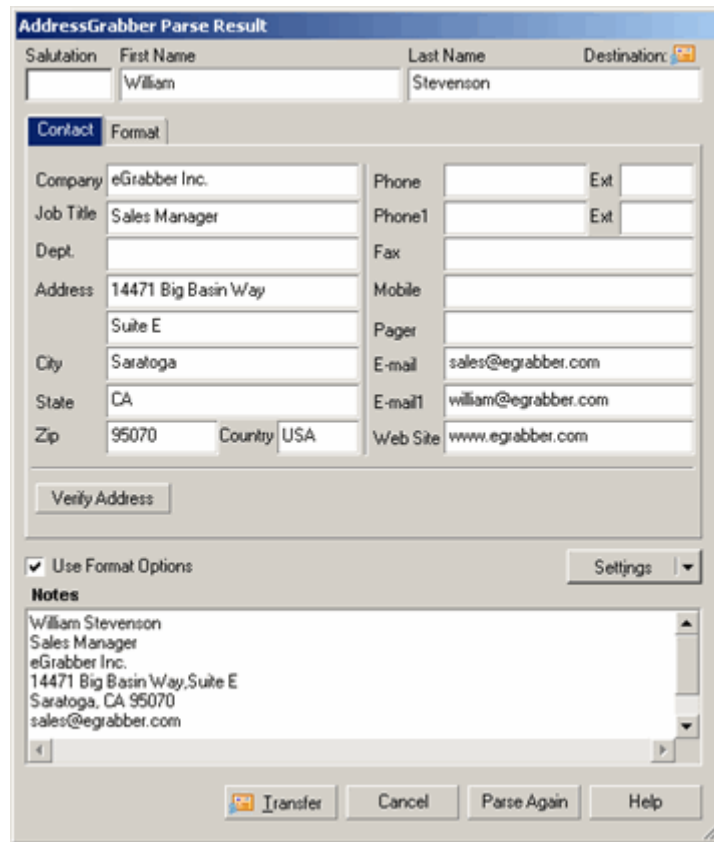 AddressGrabber Parse Result
Salutation First Name Last Name Destination:
William Stevenson
Contact Format
Company eGrabber Inc. Phone Ext
Job Title Sales Manager Phone1 Ext
Dept. Fax
Address 14471 Big Basin Way Mobile
Suite E Pager
City Saratoga E-mail sales@egrabber.com
State CA E-mail1 william@egrabber.com
Zip 95070 Country USA Web Site www.egrabber.com
Verify Address
Use Format Options Settings
Notes
William Stevenson
Sales Manager
eGrabber Inc.
14471 Big Basin Way,Suite E
Saratoga, CA 95070
sales@egrabber.com
Transfer Cancel Parse Again Help